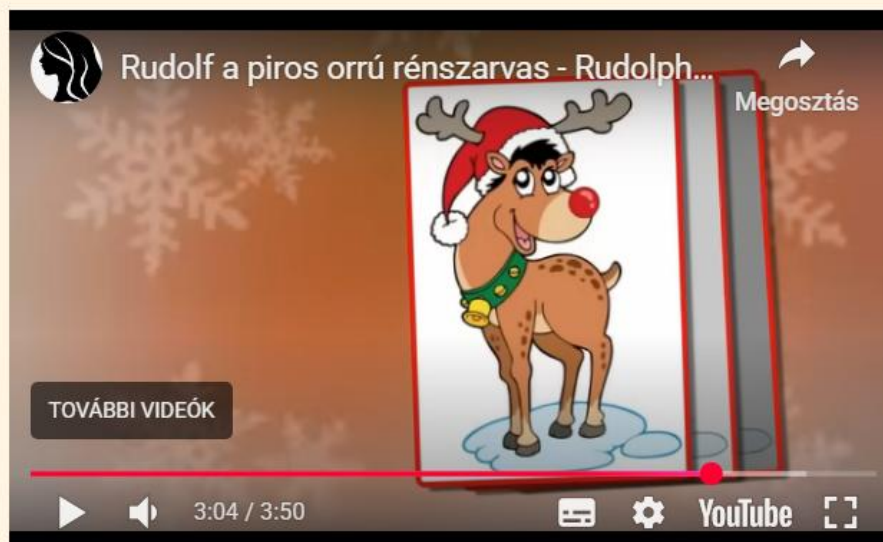 Rudolf a piros orrú rénszarvas - Rudolph...
Megosztás
TOVÁBBI VIDEÓK
3:04 / 3:50
YouTube